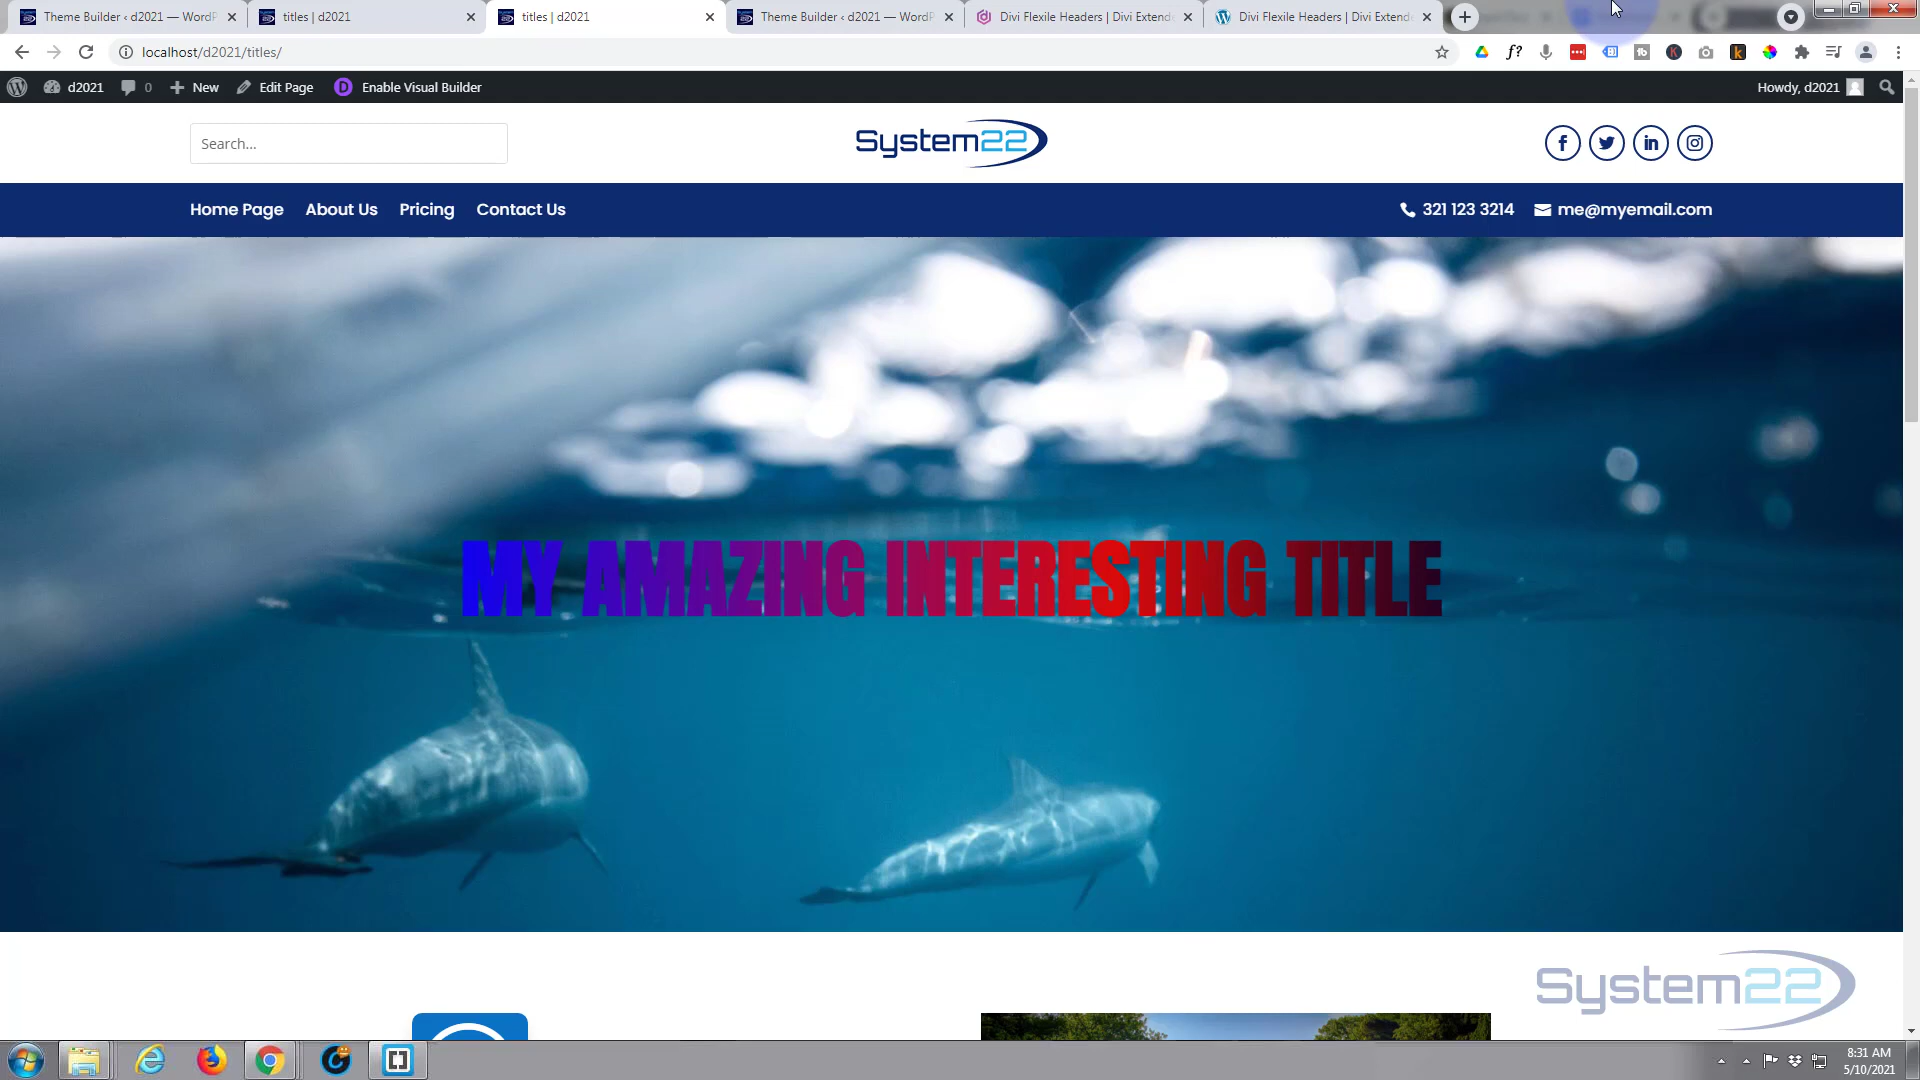 Theme Builder ‹ d2021 — WordP
titles | d2021
titles | d2021
Theme Builder ‹ d2021 — WordP
Divi Flexile Headers | Divi Extend
Divi Flexile Headers | Divi Extend
localhost/d2021/titles/
d2021
0
New
Edit Page
Enable Visual Builder
Howdy, d2021
Search...
System22
Home Page
About Us
Pricing
Contact Us
321 123 3214
me@myemail.com
MY AMAZING INTERESTING TITLE
System22
8:31 AM
5/10/2021